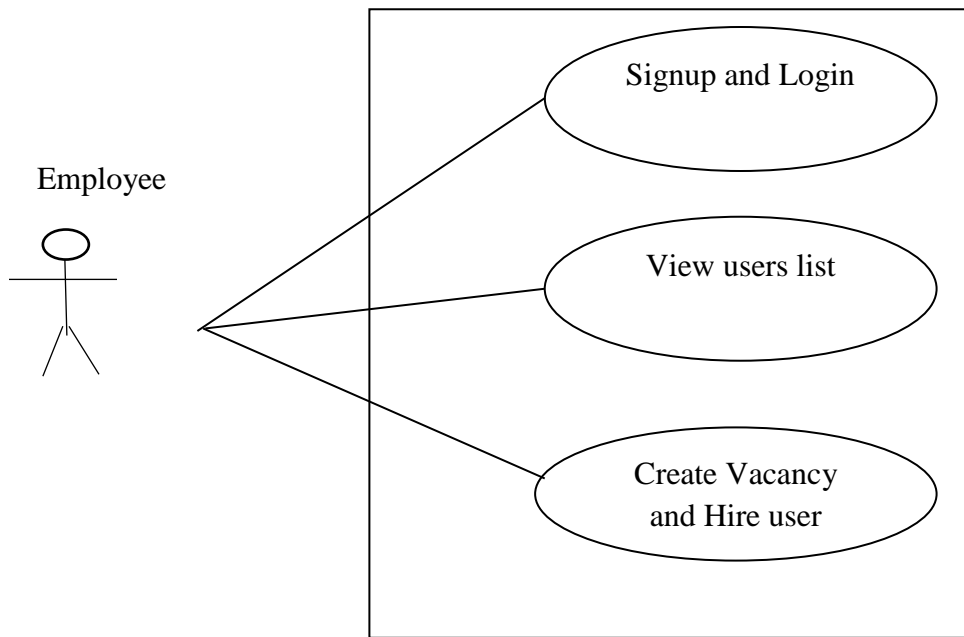 Signup and Login
Employee
View users list
Create Vacancy
and Hire user